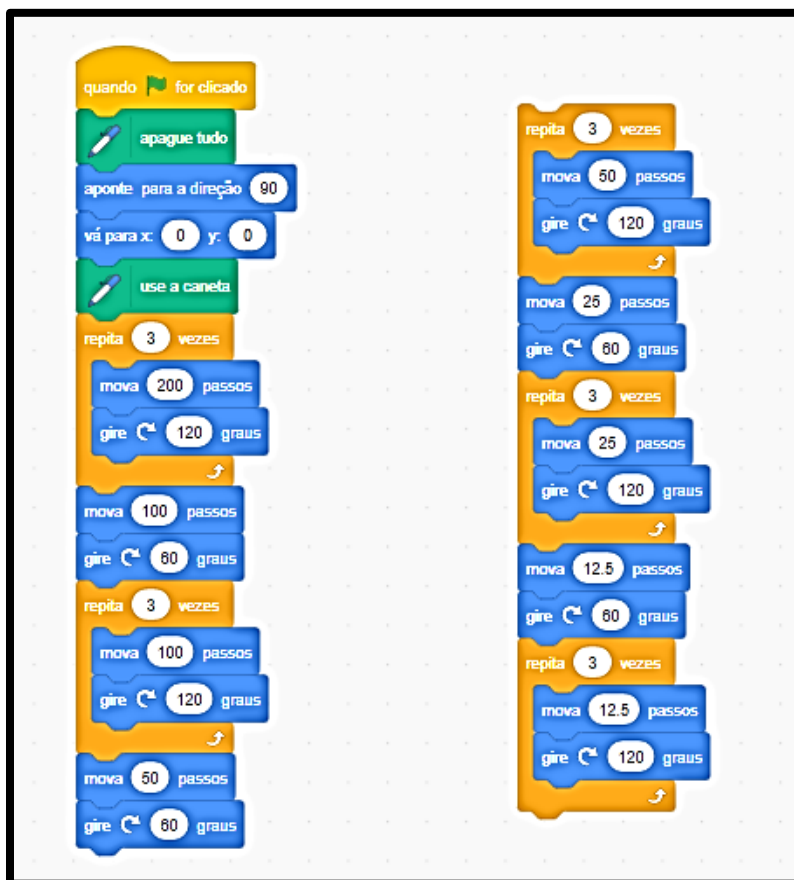 quando for clicado
apague tudo
aponte para a direção 90
vá para x: 0 y: 0
use a caneta
repita 3 vezes
mova 200 passos
gire 120 graus
mova 100 passos
gire 60 graus
repita 3 vezes
mova 100 passos
gire 120 graus
mova 50 passos
gire 60 graus
repita 3 vezes
mova 50 passos
gire 120 graus
mova 25 passos
gire 60 graus
repita 3 vezes
mova 25 passos
gire 120 graus
mova 12.5 passos
gire 60 graus
repita 3 vezes
mova 12.5 passos
gire 120 graus